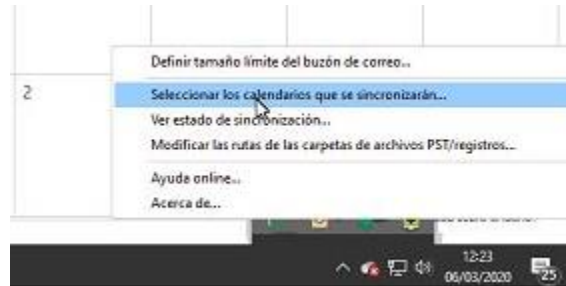 Definir tamaño límite del buzón de correo...
2
Seleccionar los calendarios que se sincronizarán...
Ver estado de sincronización...
Modificar las rutas de las carpetas de archivos PST/registros...
Ayuda online...
Acerca de...
12:23
06/03/2020
25